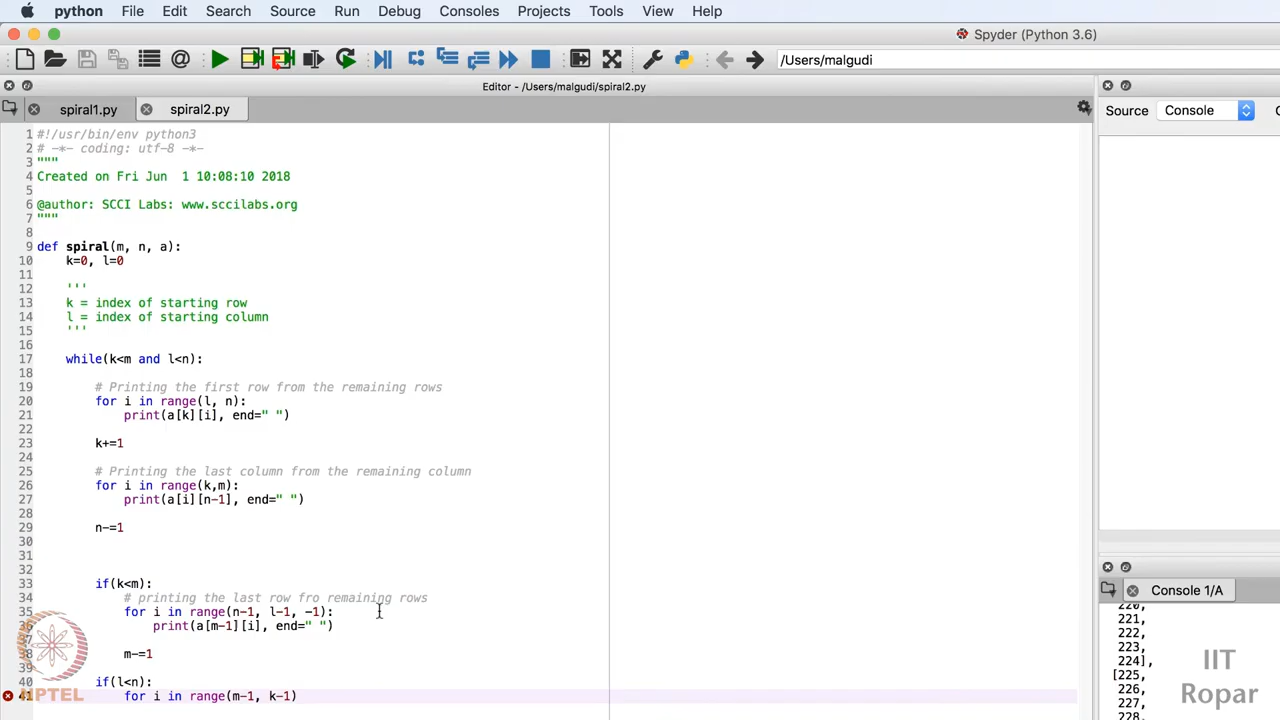 python File Edit Search Source Run Debug Consoles Projects Tools View Help
Spyder (Python 3.6)
/Users/malgudi
Editor - /Users/malgudi/spiral2.py
spiral1.py spiral2.py
Source Console
1 #!/usr/bin/env python3
2 # -*- coding: utf-8 -*-
3 """
4 Created on Fri Jun  1 10:08:10 2018
5
6 @author: SCCI Labs: www.sccilabs.org
7 """
8
9 def spiral(m, n, a):
10 k=0, l=0
11
12 '''
13 k = index of starting row
14 l = index of starting column
15 '''
16
17 while(k<m and l<n):
18
19 # Printing the first row from the remaining rows
20 for i in range(l, n):
21 print(a[k][i], end=" ")
22
23 k+=1
24
25 # Printing the last column from the remaining column
26 for i in range(k,m):
27 print(a[i][n-1], end=" ")
28
29 n-=1
30
31
32
33 if(k<m):
34 # printing the last row fro remaining rows
35 for i in range(n-1, l-1, -1):
36 print(a[m-1][i], end=" ")
37
38 m-=1
39
40 if(l<n):
41 for i in range(m-1, k-1)
Console 1/A
220,
221,
222,
223,
224],
[225,
226,
227,
228,
NPTEL
IIT
Ropar